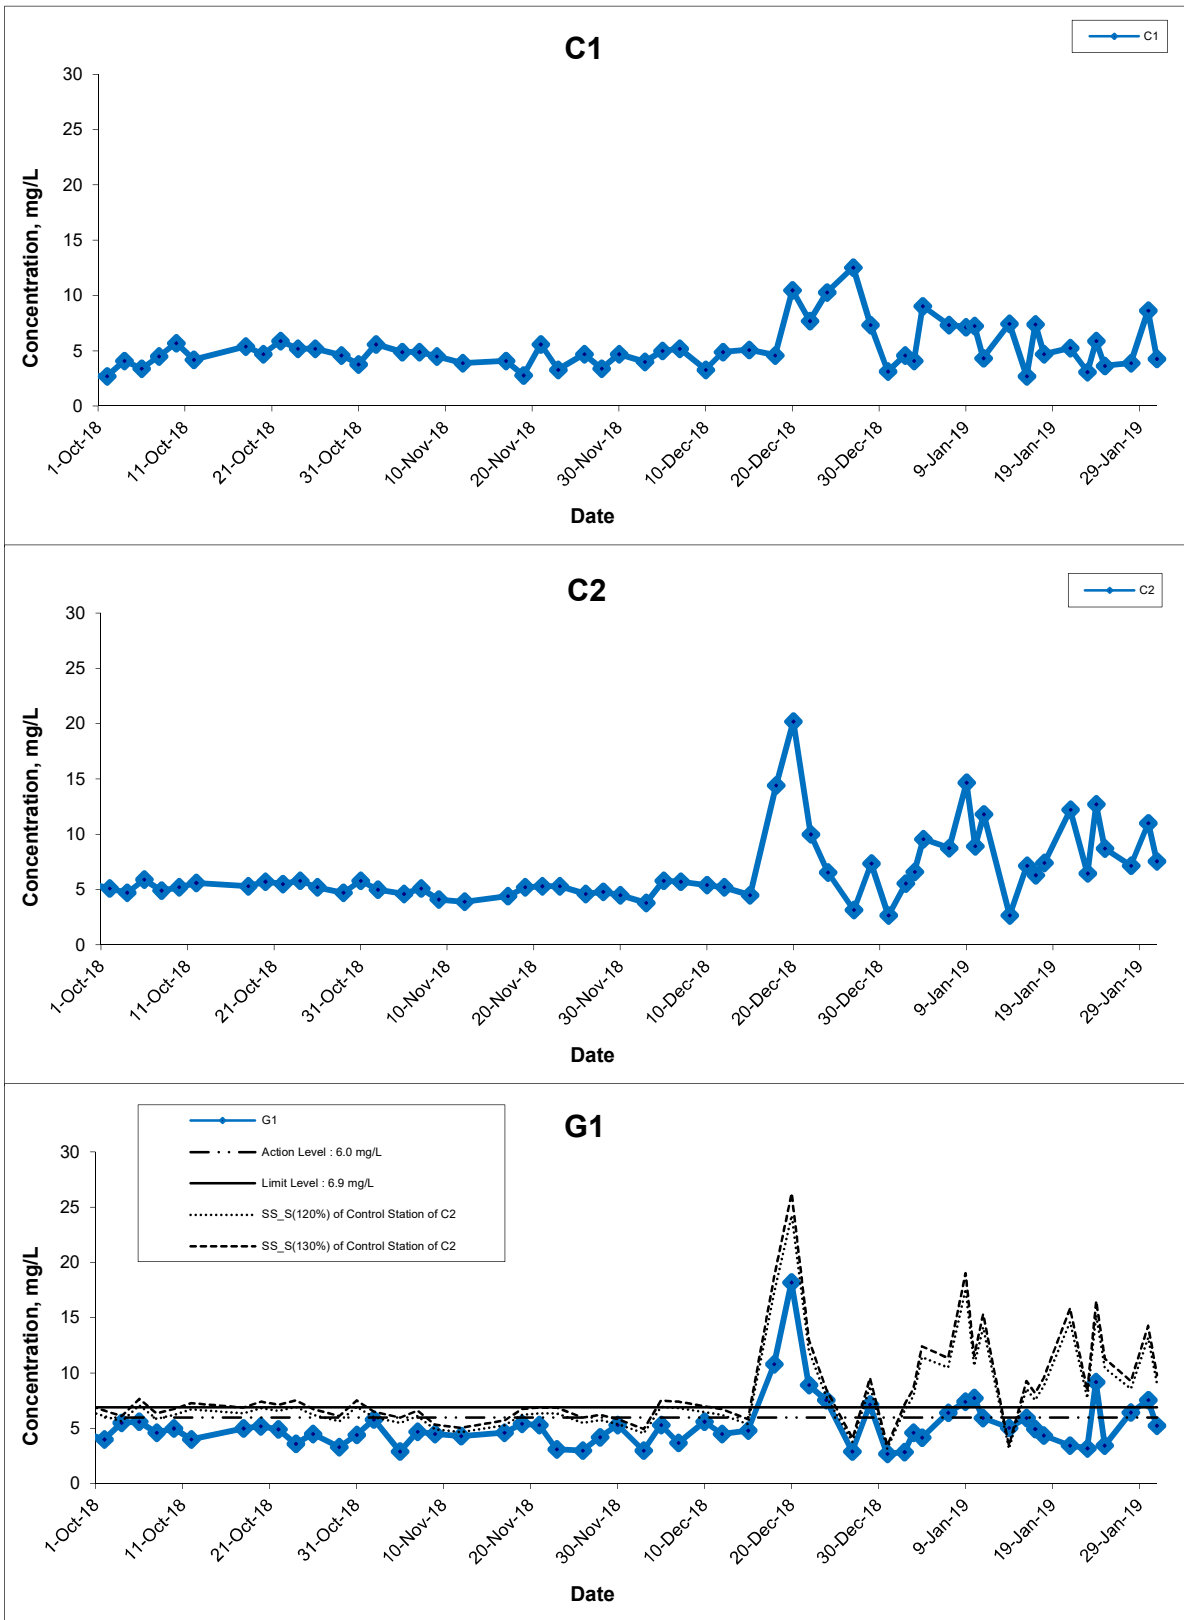 C1
C1
30
25
20
15
10
5
0
Concentration, mg/L
1-Oct-18
11-Oct-18
21-Oct-18
31-Oct-18
10-Nov-18
20-Nov-18
30-Nov-18
10-Dec-18
20-Dec-18
30-Dec-18
9-Jan-19
19-Jan-19
29-Jan-19
Date
C2
C2
30
25
20
15
10
5
0
Concentration, mg/L
1-Oct-18
11-Oct-18
21-Oct-18
31-Oct-18
10-Nov-18
20-Nov-18
30-Nov-18
10-Dec-18
20-Dec-18
30-Dec-18
9-Jan-19
19-Jan-19
29-Jan-19
Date
G1
G1
Action Level : 6.0 mg/L
Limit Level : 6.9 mg/L
SS_S(120%) of Control Station of C2
SS_S(130%) of Control Station of C2
30
25
20
15
10
5
0
Concentration, mg/L
1-Oct-18
11-Oct-18
21-Oct-18
31-Oct-18
10-Nov-18
20-Nov-18
30-Nov-18
10-Dec-18
20-Dec-18
30-Dec-18
9-Jan-19
19-Jan-19
29-Jan-19
Date